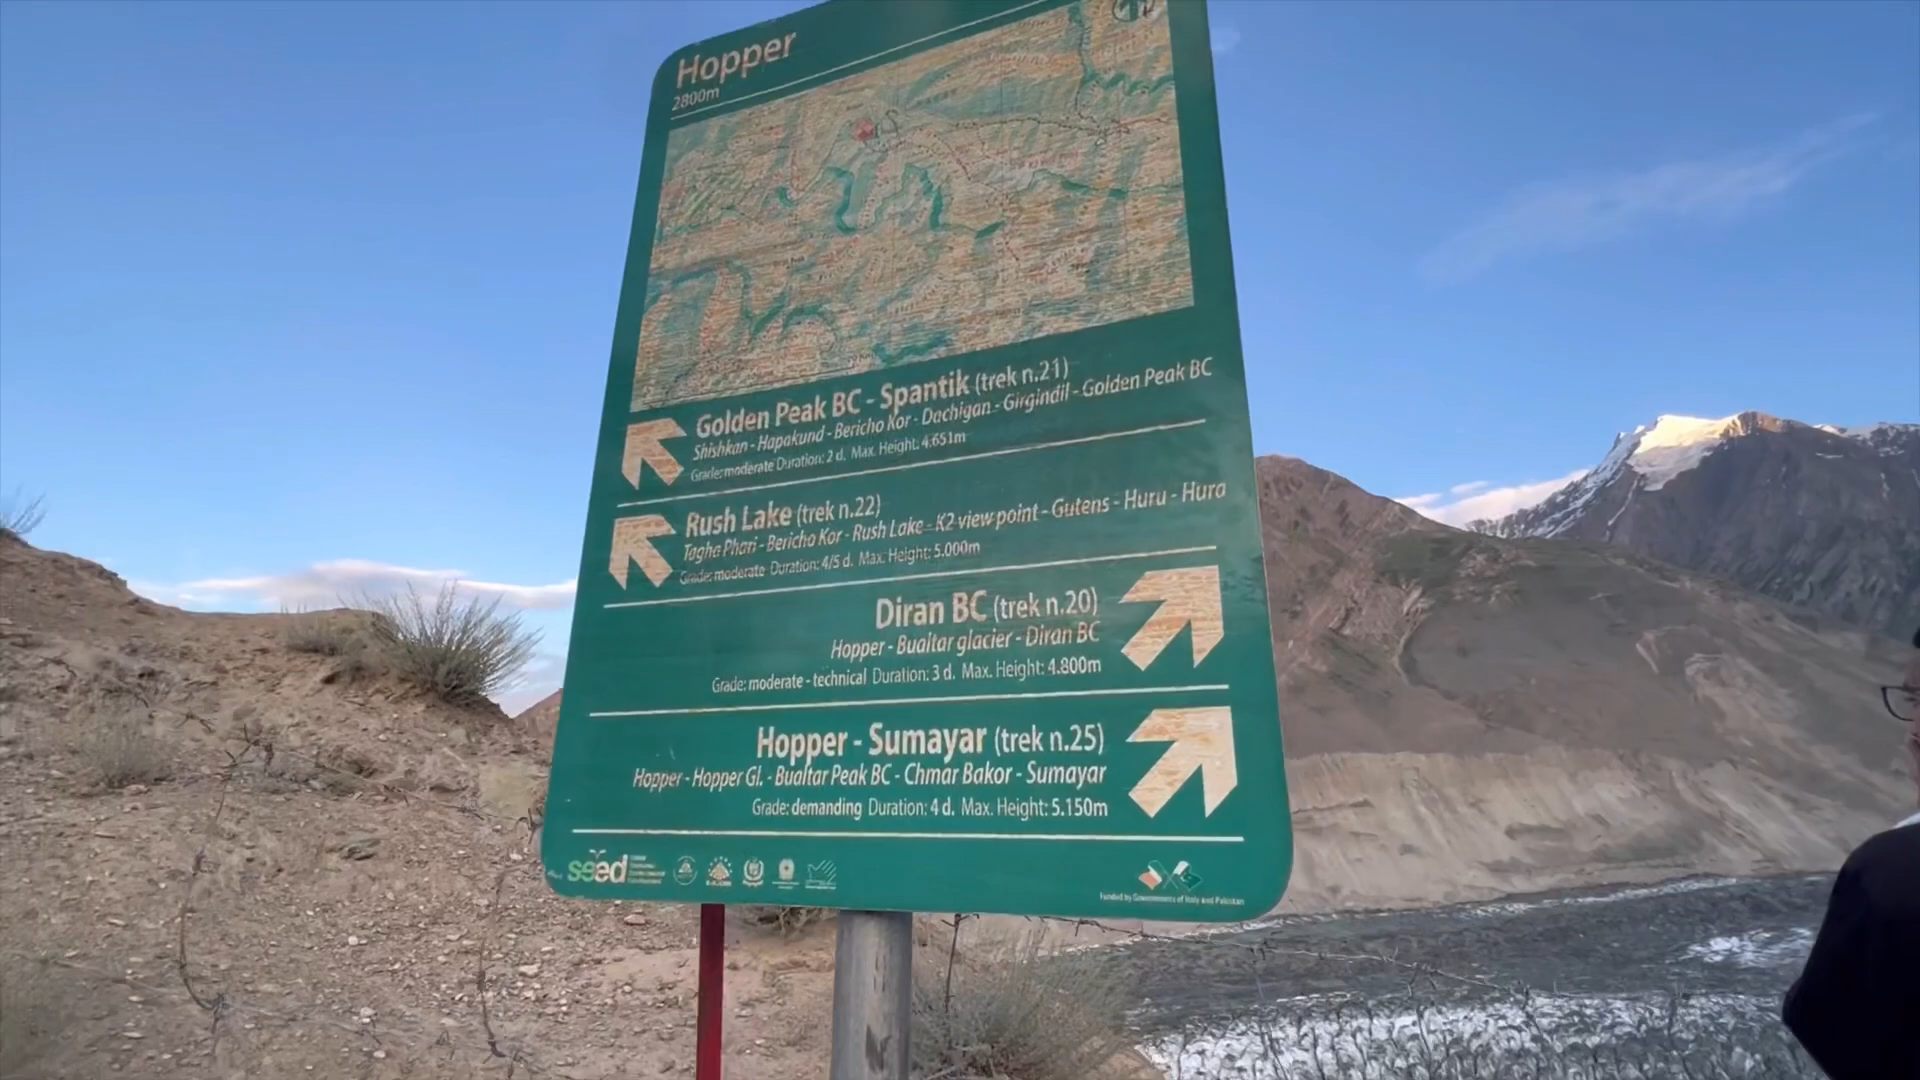 Hopper
2800m
Golden Peak BC - Spantik (trek n.21)
Shishkan - Hapakund - Bericho Kor - Dachigan - Girgindil - Golden Peak BC
Grade: moderate Duration: 2 d. Max. Height: 4.651m
Rush Lake (trek n.22)
Tagha Phari - Bericho Kor - Rush Lake - K2 view point - Gutens - Huru - Hura
Grade: moderate Duration: 4/5 d. Max. Height: 5.000m
Diran BC (trek n.20)
Hopper - Bualtar glacier - Diran BC
Grade: moderate - technical Duration: 3 d. Max. Height: 4.800m
Hopper - Sumayar (trek n.25)
Hopper - Hopper Gl. - Bualtar Peak BC - Chmar Bakor - Sumayar
Grade: demanding Duration: 4 d. Max. Height: 5.150m
seed
Funded by Governments of Italy and Pakistan